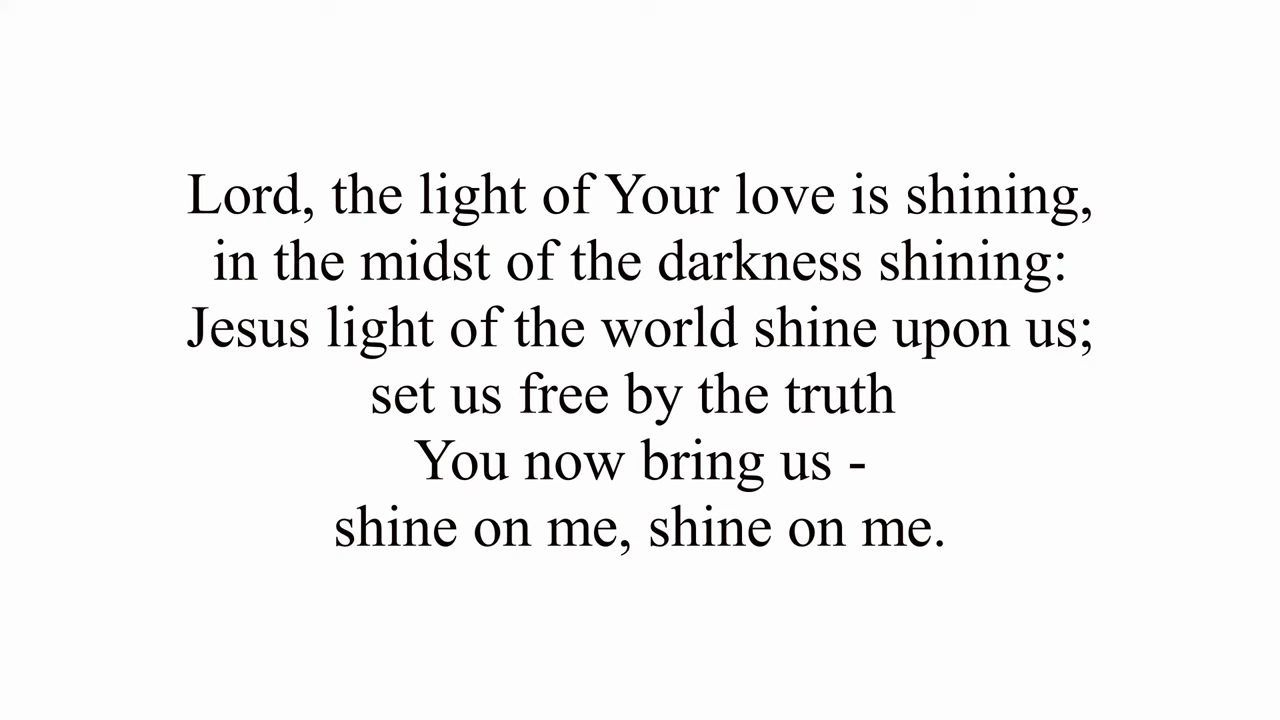 Lord, the light of Your love is shining,
in the midst of the darkness shining:
Jesus light of the world shine upon us;
set us free by the truth
You now bring us -
shine on me, shine on me.